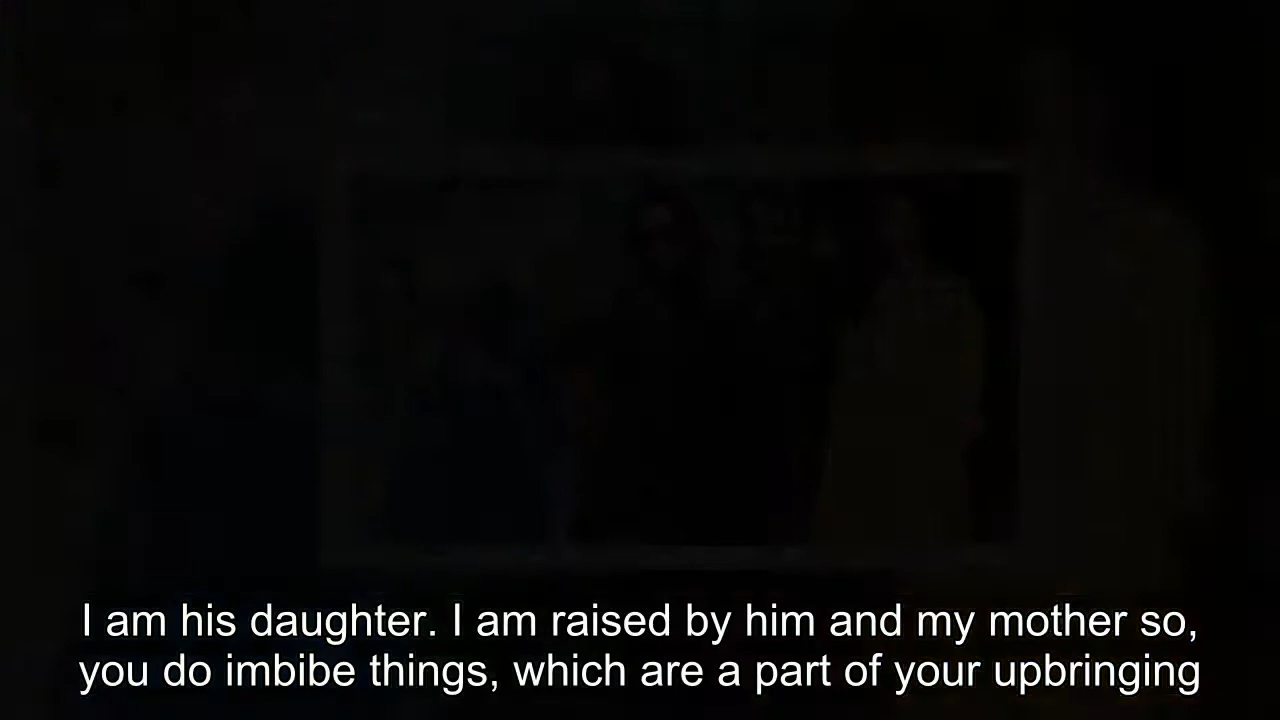 I am his daughter. I am raised by him and my mother so,
you do imbibe things, which are a part of your upbringing